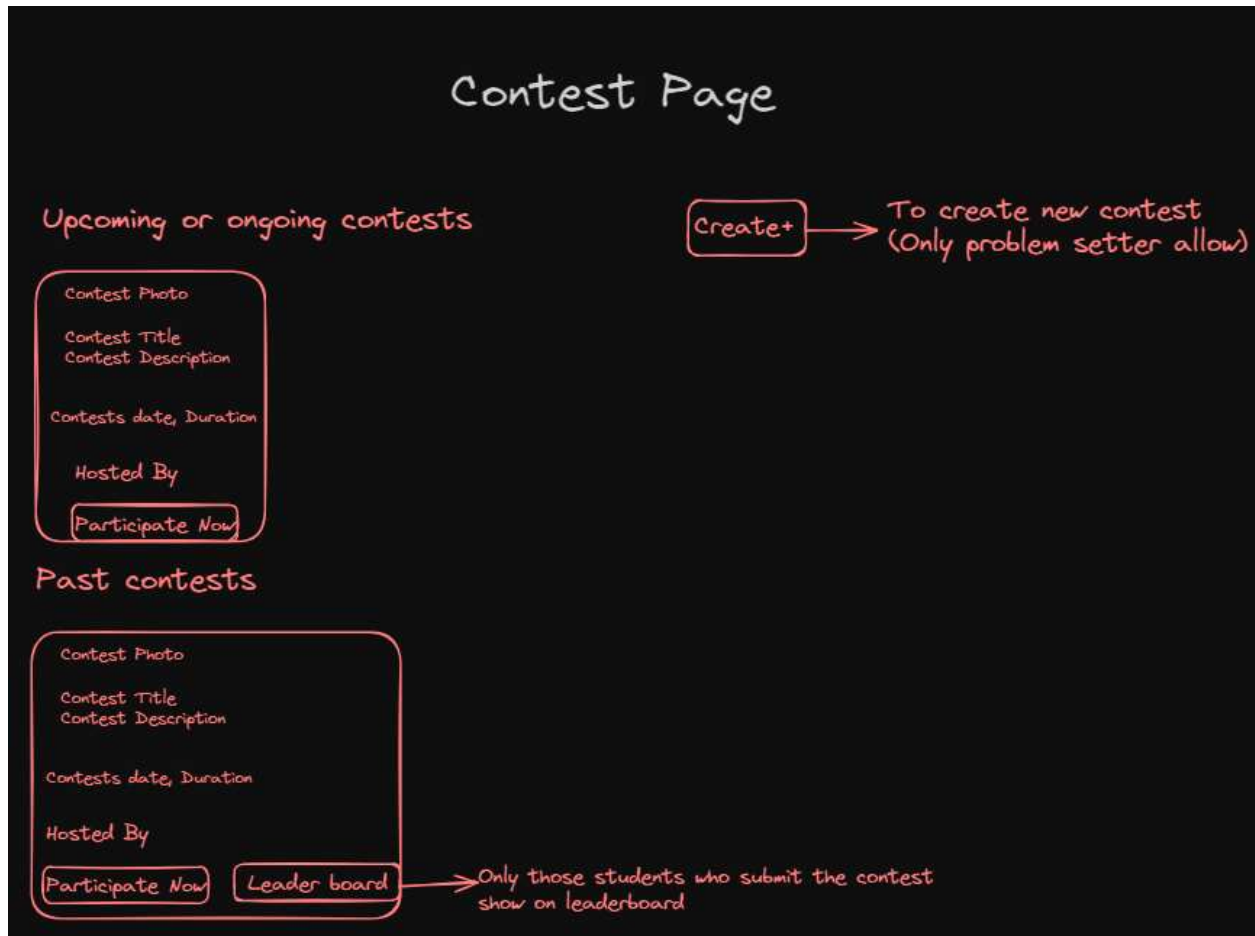 Contest Page
Upcoming or ongoing contests
Create+
To create new contest
(Only problem setter allow)
Contest Photo
Contest Title
Contest Description
Contests date, Duration
Hosted By
Participate Now
Past contests
Contest Photo
Contest Title
Contest Description
Contests date, Duration
Hosted By
Participate Now
Leader board
Only those students who submit the contest
show on leaderboard